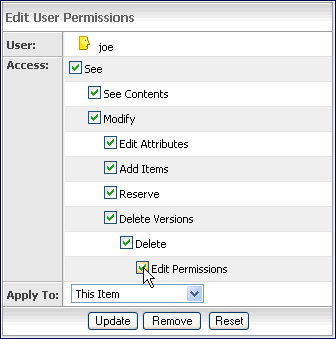 Edit User Permissions
User: joe
Access: See
See Contents
Modify
Edit Attributes
Add Items
Reserve
Delete Versions
Delete
Edit Permissions
Apply To: This Item
Update Remove Reset